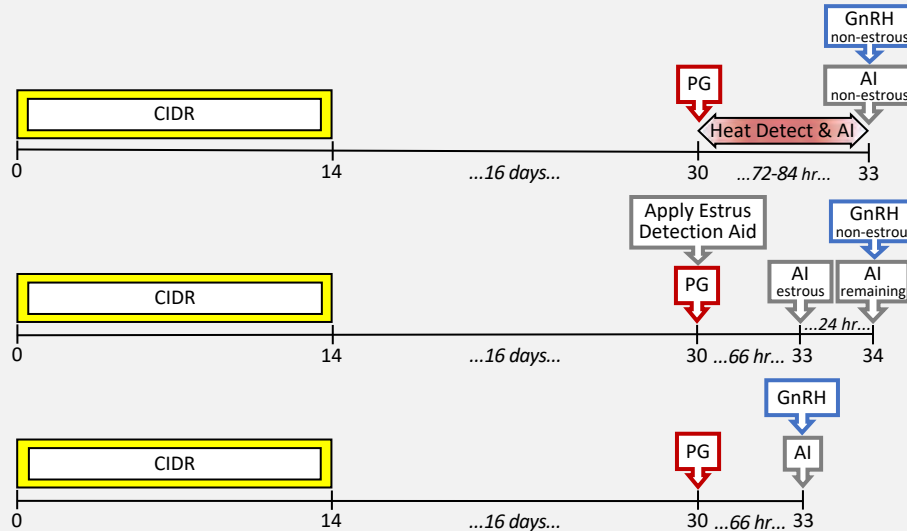 GnRH
non-estrous
PG
AI
non-estrous
CIDR
Heat Detect & AI
0
14
...16 days...
30
...72-84 hr...
33
Apply Estrus
Detection Aid
GnRH
non-estrou
PG
AI
estrous
AI
remaining
CIDR
...24 hr...
0
14
...16 days...
30
...66 hr...
33
34
GnRH
CIDR
PG
AI
0
14
...16 days...
30
...66 hr...
33